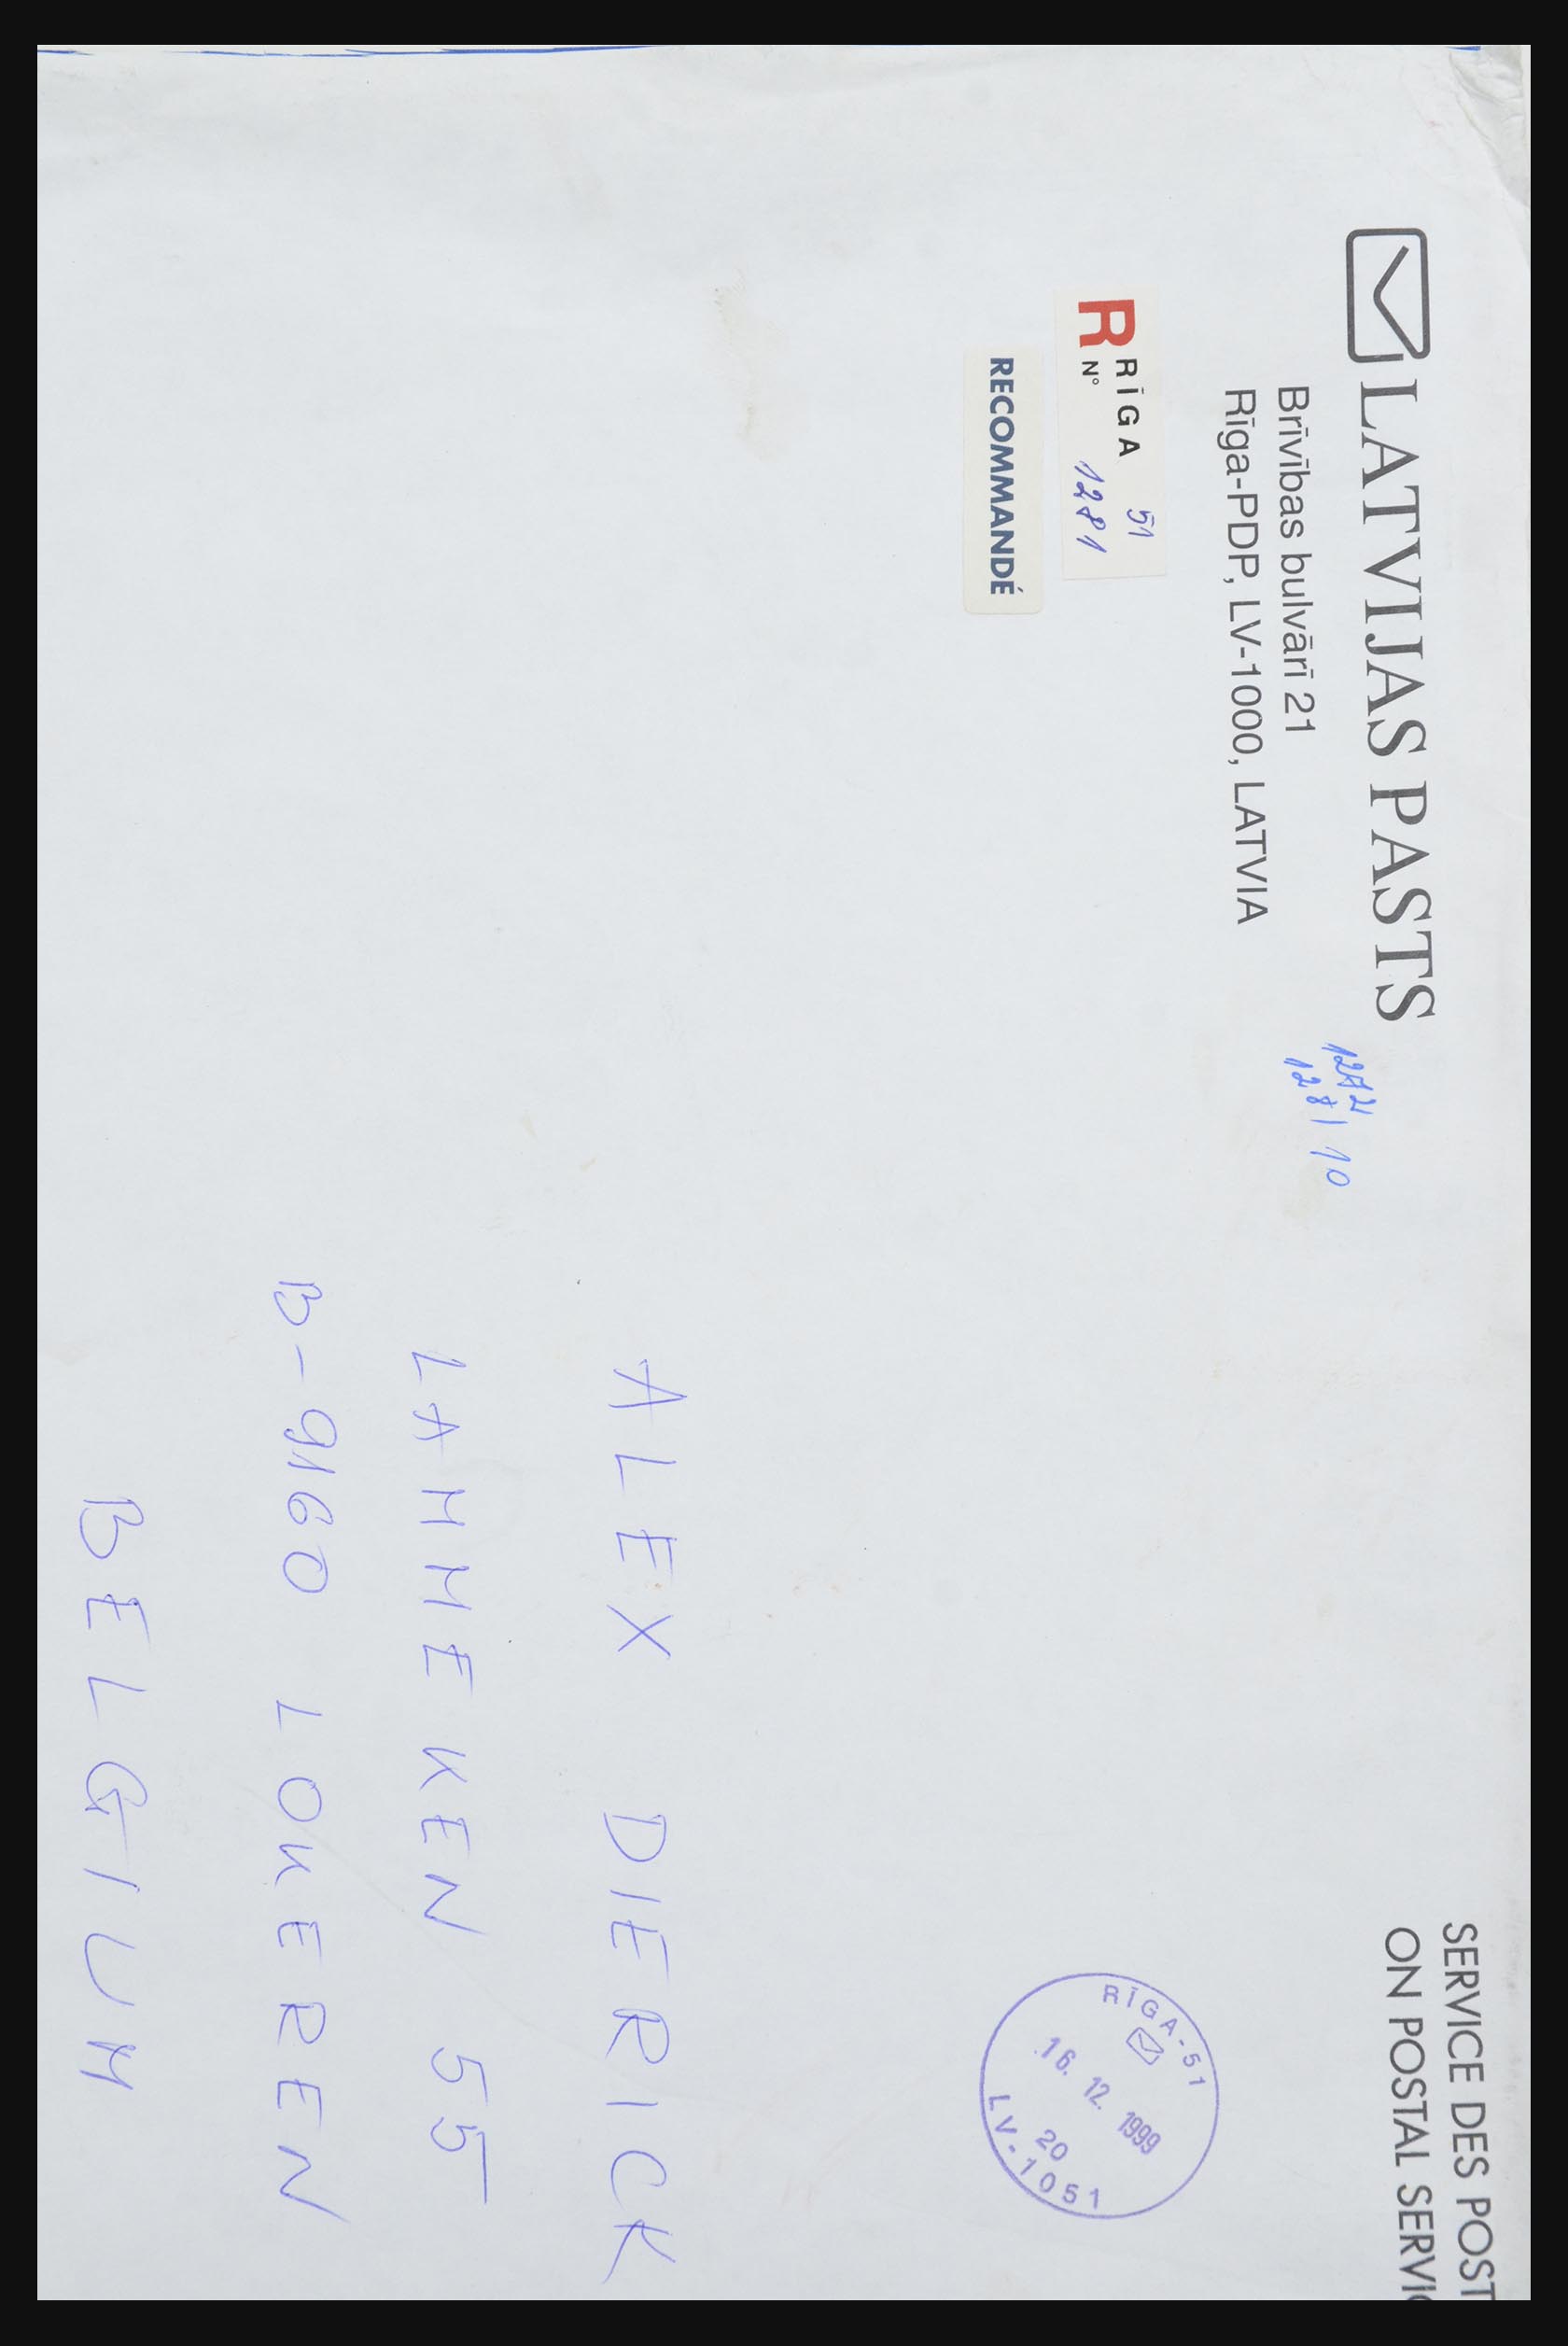 LATVIJAS PASTS
Brīvības bulvārī 21
Rīga-PDP, LV-1000, LATVIA
SERVICE DES POST
ON POSTAL SERVIC
1281 10
R RĪGA 51
N° 1281
RECOMMANDÉ
RĪGA-51
16. 12. 1999
20
LV-1051
ALEX DIERICK
LAMMEKEN 55
B-9160 LOKEREN
BELGIUM